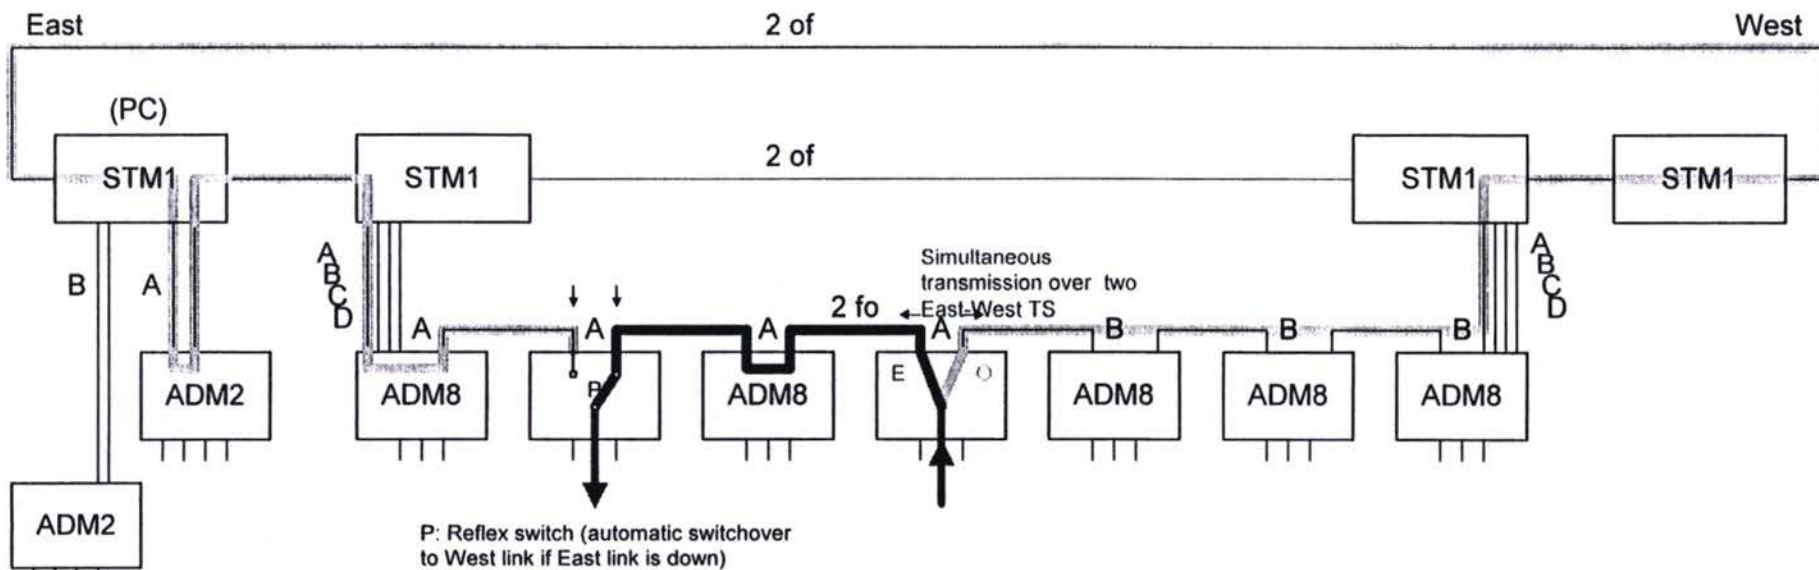 East
2 of
West
(PC)
STM1
STM1
2 of
STM1
STM1
B
A
A
B
C
D
A
A
A
2 fo
Simultaneous
transmission over two
East-West TS
A
B
B
B
A
B
C
D
ADM2
ADM8
P
ADM8
E
O
ADM8
ADM8
ADM8
ADM2
P: Reflex switch (automatic switchover
to West link if East link is down)